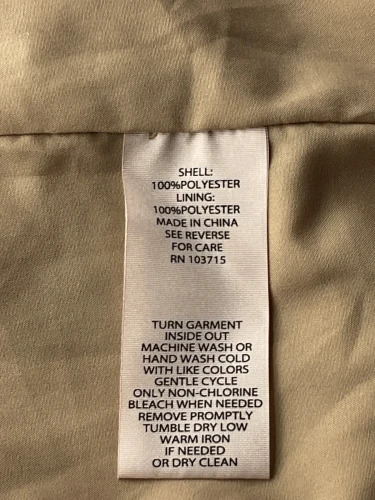 SHELL:
100%POLYESTER
LINING:
100%POLYESTER
MADE IN CHINA
SEE REVERSE
FOR CARE
RN 103715
TURN GARMENT
INSIDE OUT
MACHINE WASH OR
HAND WASH COLD
WITH LIKE COLORS
GENTLE CYCLE
ONLY NON-CHLORINE
BLEACH WHEN NEEDED
REMOVE PROMPTLY
TUMBLE DRY LOW
WARM IRON
IF NEEDED
OR DRY CLEAN